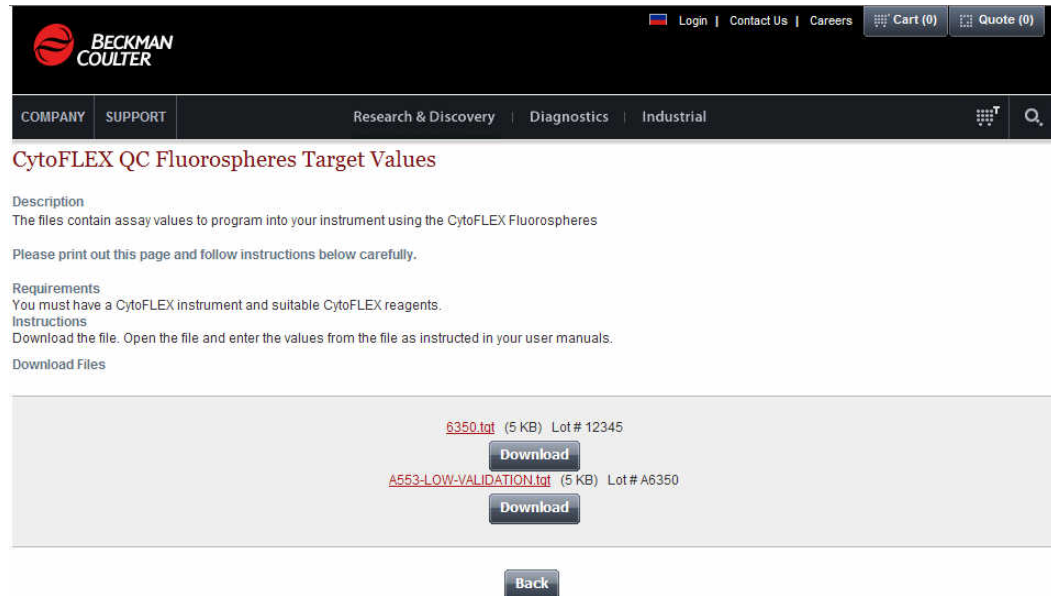 Login | Contact Us | Careers Cart (0) Quote (0)
BECKMAN
COULTER
COMPANY SUPPORT Research & Discovery | Diagnostics | Industrial T
CytoFLEX QC Fluorospheres Target Values
Description
The files contain assay values to program into your instrument using the CytoFLEX Fluorospheres
Please print out this page and follow instructions below carefully.
Requirements
You must have a CytoFLEX instrument and suitable CytoFLEX reagents.
Instructions
Download the file. Open the file and enter the values from the file as instructed in your user manuals.
Download Files
6350.tgt (5 KB) Lot # 12345
Download
A553-LOW-VALIDATION.tgt (5 KB) Lot # A6350
Download
Back